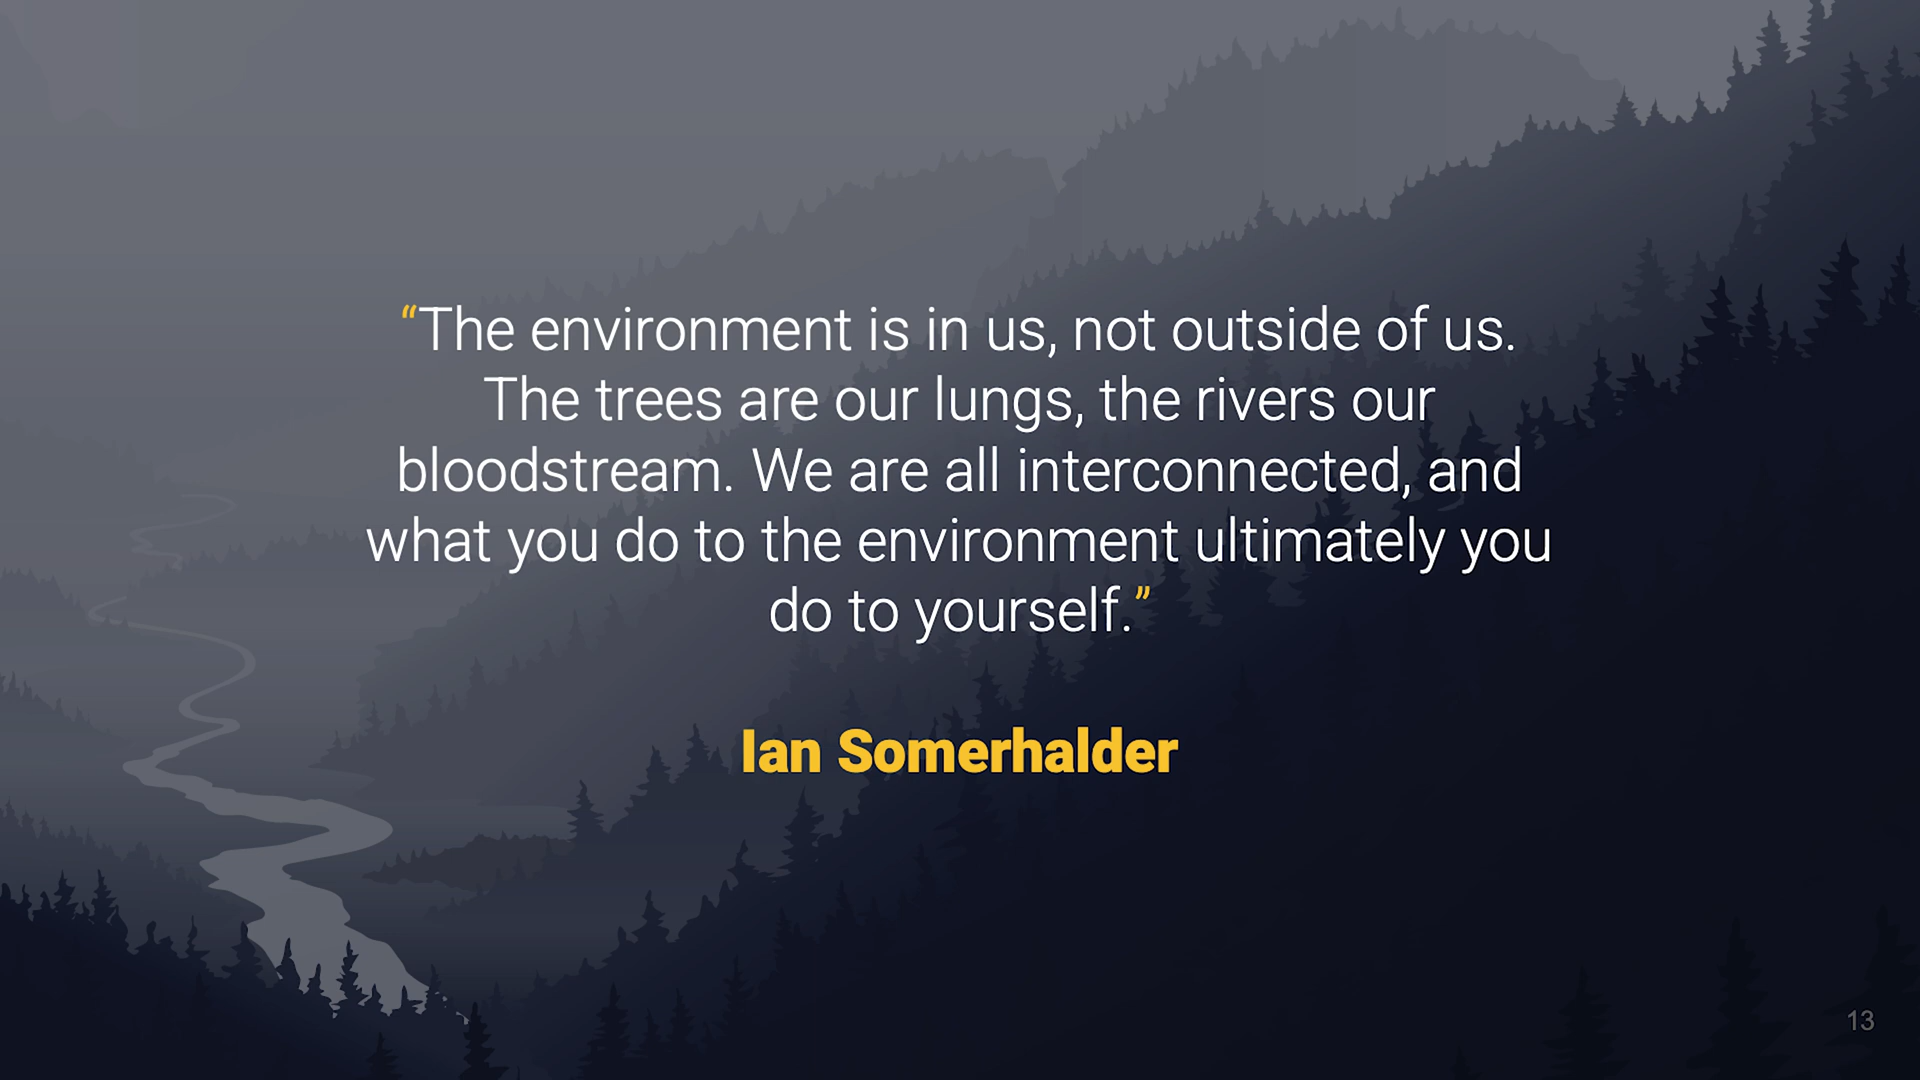 “The environment is in us, not outside of us.
The trees are our lungs, the rivers our
bloodstream. We are all interconnected, and
what you do to the environment ultimately you
do to yourself.”
Ian Somerhalder
13